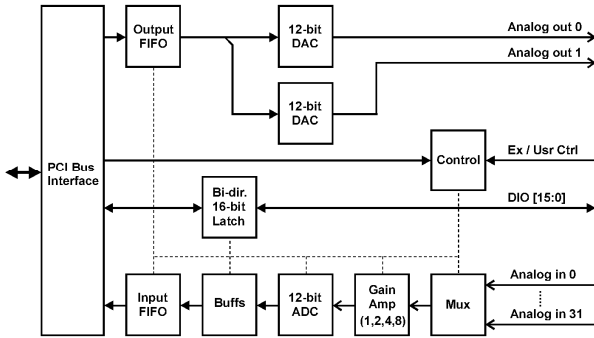 Output
FIFO
12-bit
DAC
Analog out 0
Analog out 1
12-bit
DAC
PCI Bus
Interface
Control
Ex / Usr Ctrl
Bi-dir.
16-bit
Latch
DIO [15:0]
Input
FIFO
Buffs
12-bit
ADC
Gain
Amp
(1,2,4,8)
Mux
Analog in 0
Analog in 31